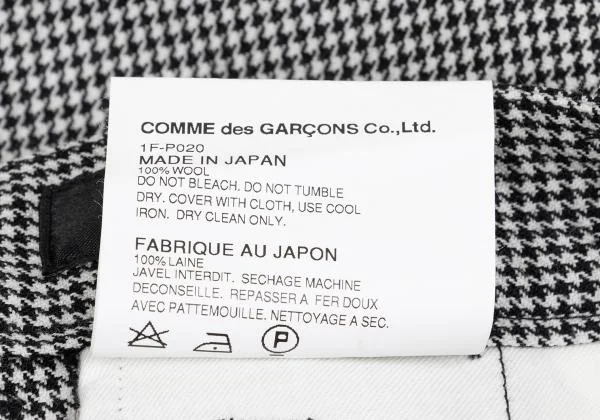 COMME des GARÇONS Co.,Ltd.
1F-P020
MADE IN JAPAN
100% WOOL
DO NOT BLEACH. DO NOT TUMBLE
DRY. COVER WITH CLOTH, USE COOL
IRON. DRY CLEAN ONLY.
FABRIQUE AU JAPON
100% LAINE
JAVEL INTERDIT. SECHAGE MACHINE
DECONSEILLE. REPASSER A FER DOUX
AVEC PATTEMOUILLE. NETTOYAGE A SEC.
P